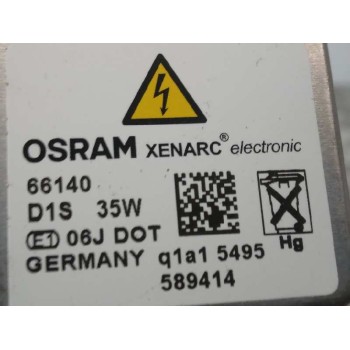 OSRAM XENARC® electronic
66140
D1S 35W
E1 06J DOT
GERMANY q1a1 5495
589414
Hg